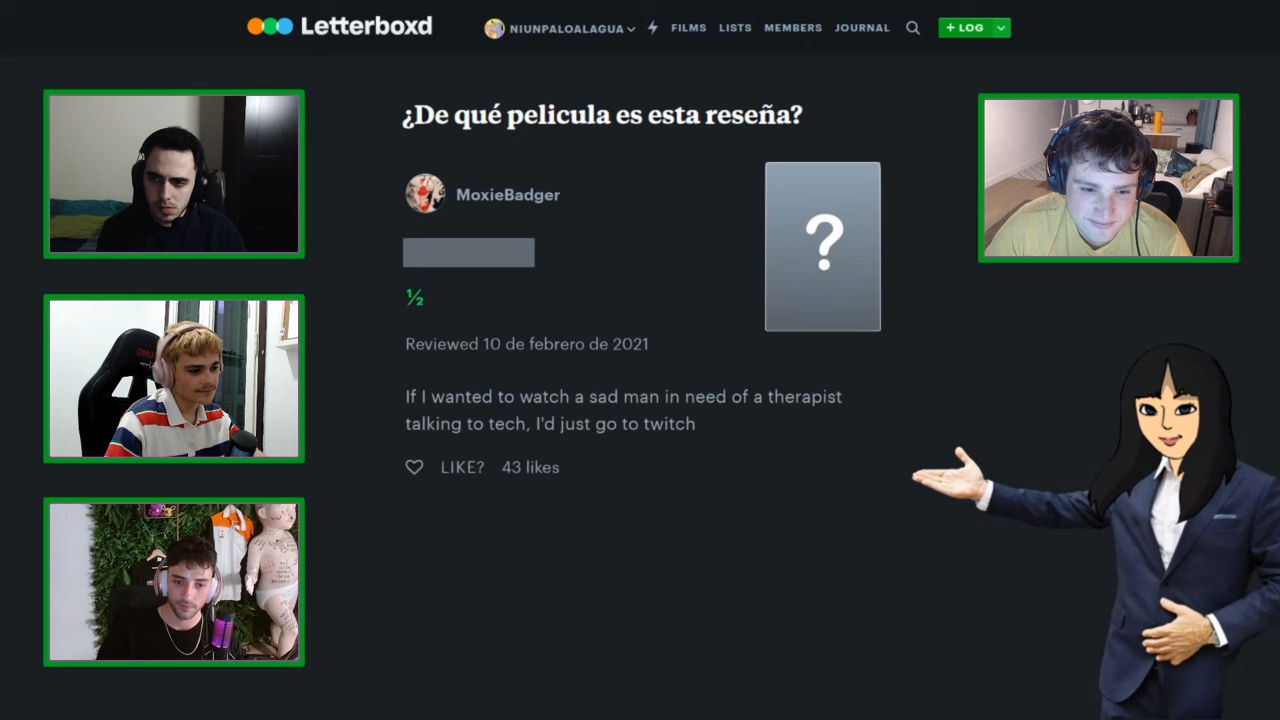 Letterboxd
NIUNPALOALAGUA
FILMS
LISTS
MEMBERS
JOURNAL
+ LOG
¿De qué pelicula es esta reseña?
MoxieBadger
?
½
Reviewed 10 de febrero de 2021
If I wanted to watch a sad man in need of a therapist
talking to tech, I'd just go to twitch
LIKE? 43 likes